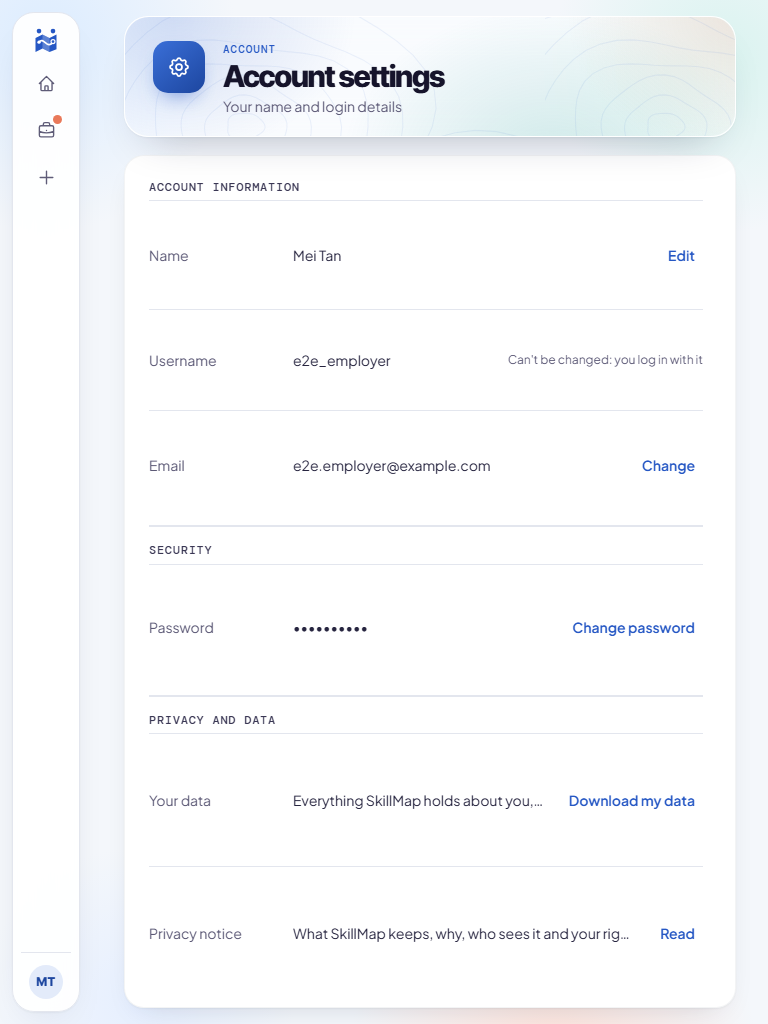 ACCOUNT
Account settings
Your name and login details
ACCOUNT INFORMATION
Name Mei Tan Edit
Username e2e_employer Can't be changed: you log in with it
Email e2e.employer@example.com Change
SECURITY
Password •••••••••• Change password
PRIVACY AND DATA
Your data Everything SkillMap holds about you,... Download my data
Privacy notice What SkillMap keeps, why, who sees it and your rig... Read
MT